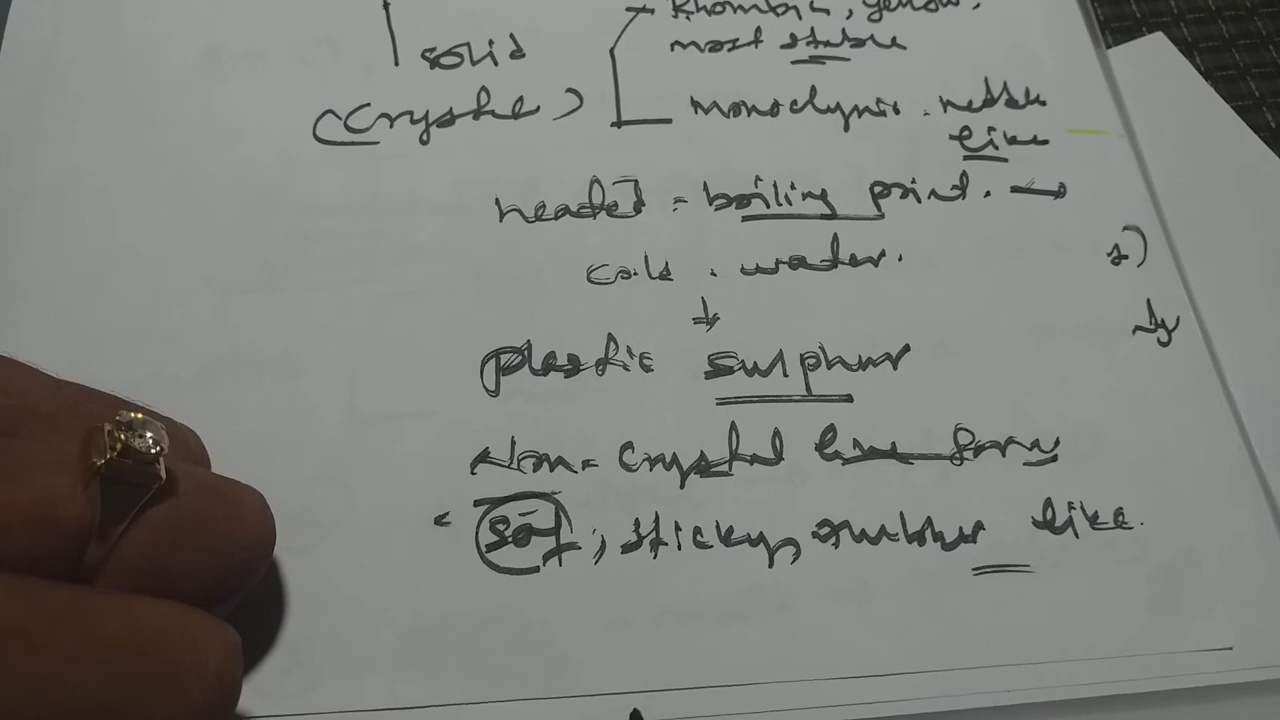 Rhombic, yellow,
solid
most stable
(Crystal)
monoclynic. needle
like
heated = boiling point. →
cold . water.
2)
↓
plastic sulphur
Non-crystal line form
soft, sticky, rubber like.